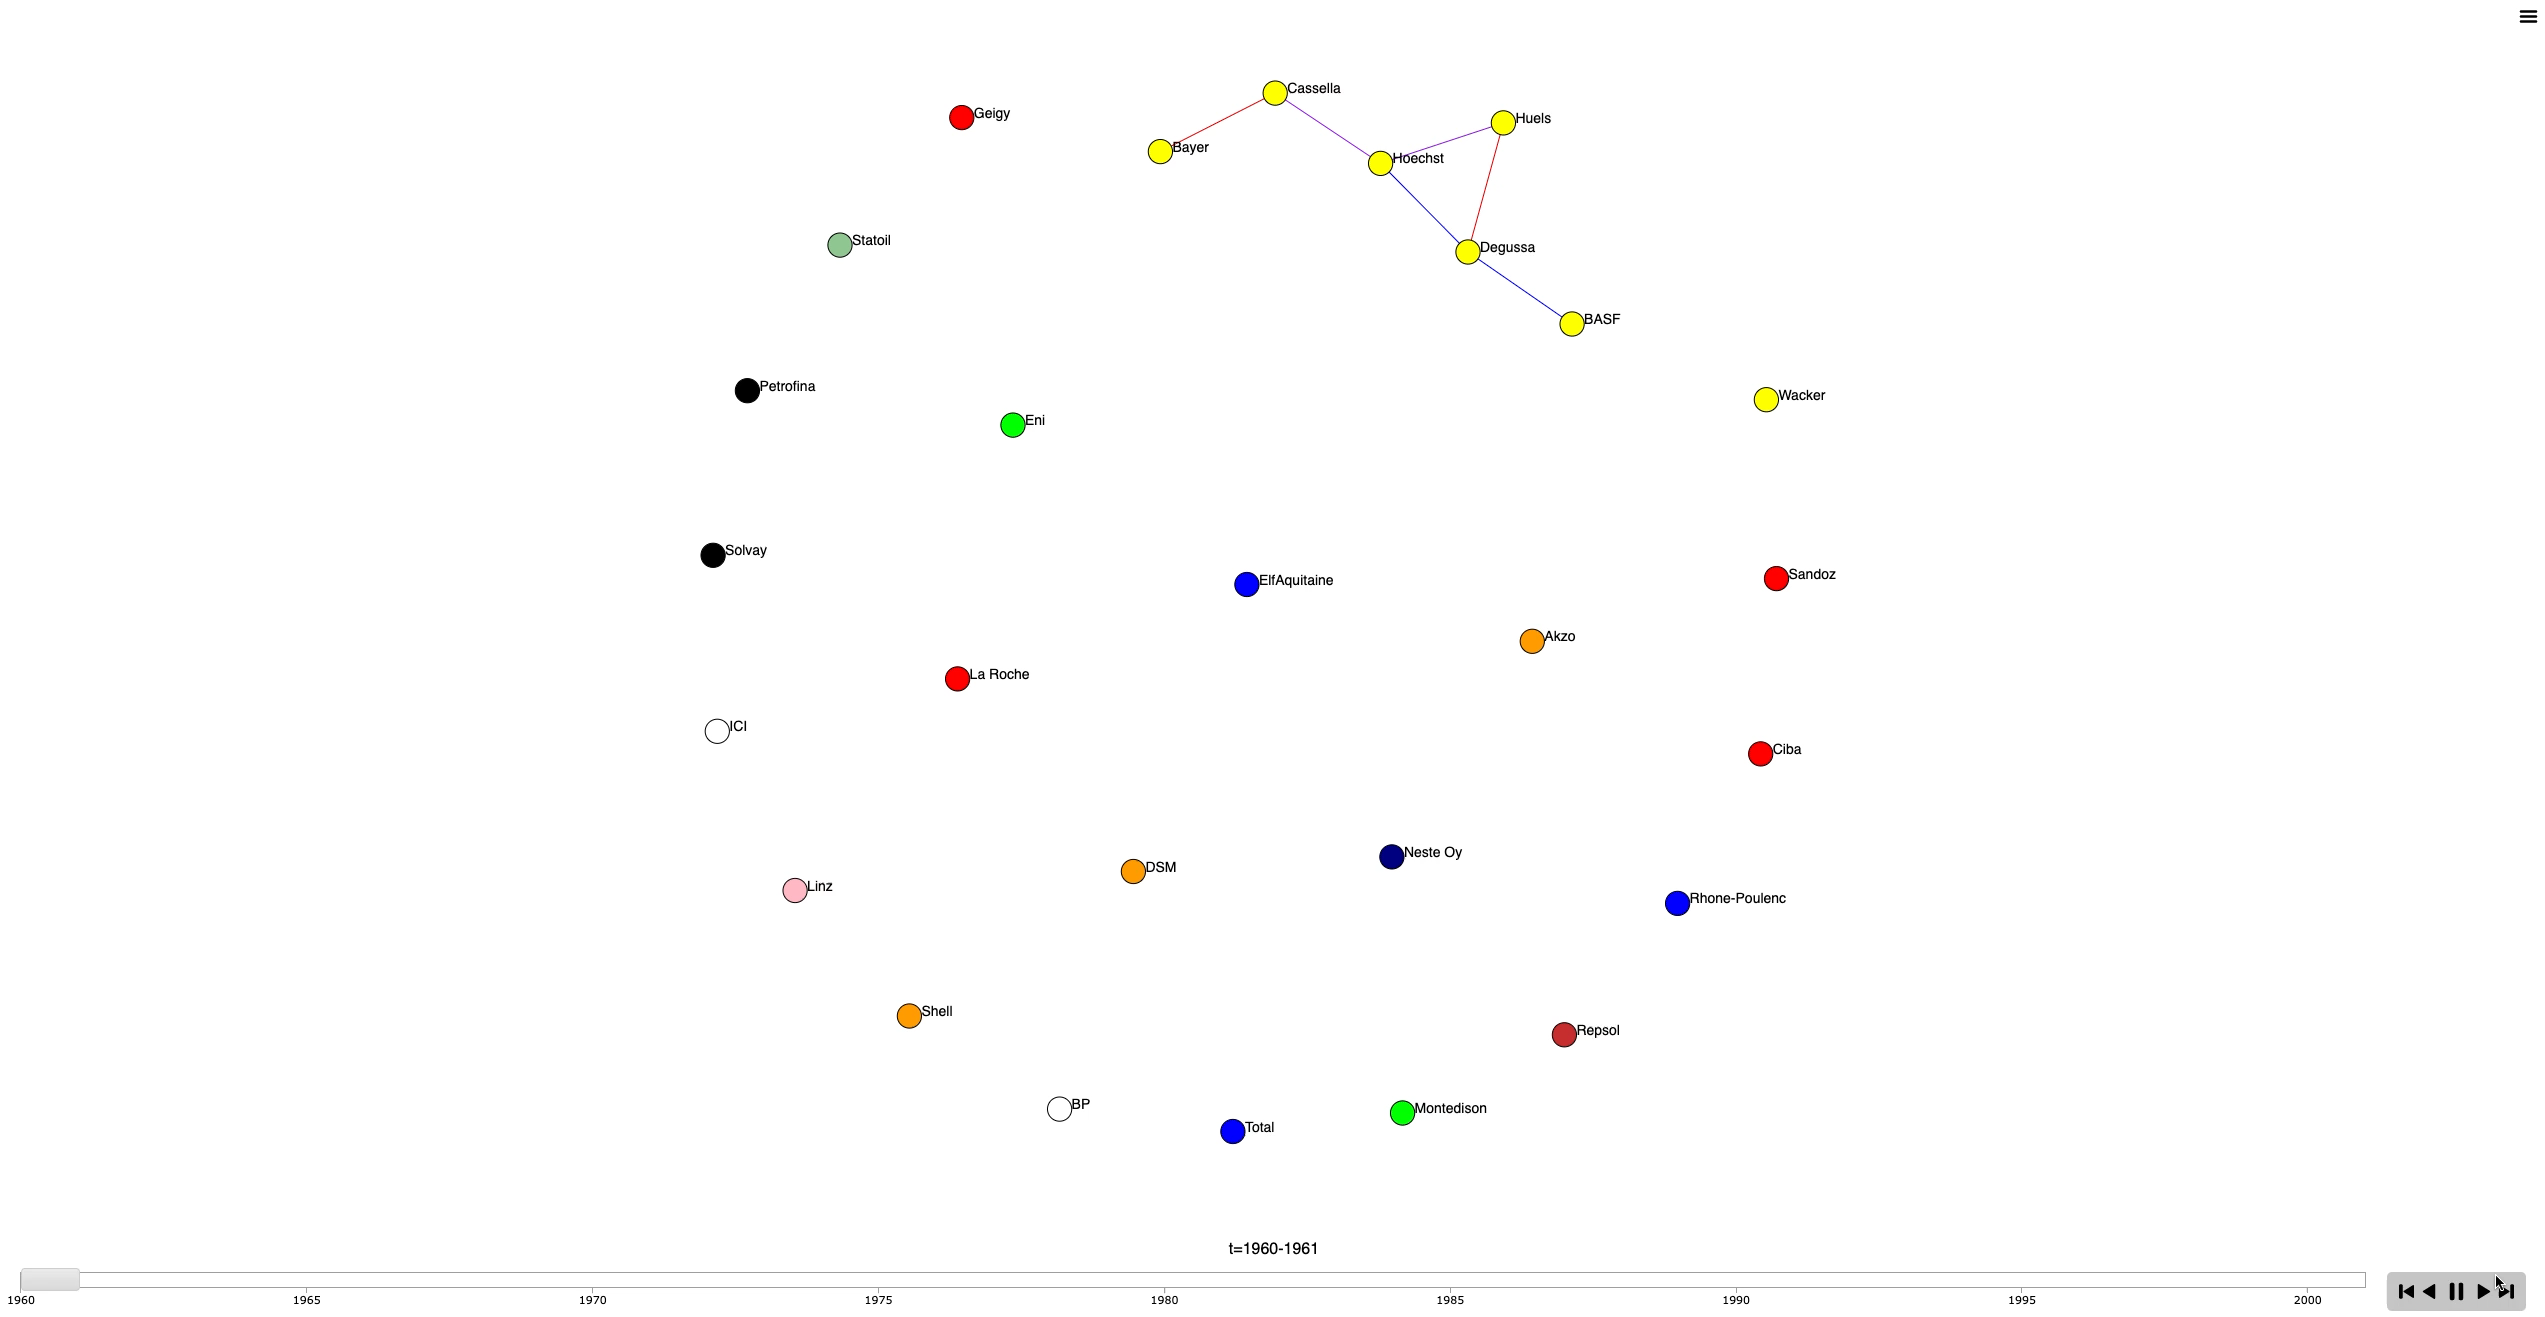 Cassella
Geigy
Huels
Bayer
Hoechst
Statoil
Degussa
BASF
Petrofina
Wacker
Eni
Solvay
Sandoz
ElfAquitaine
Akzo
La Roche
ICI
Ciba
Neste Oy
DSM
Linz
Rhone-Poulenc
Shell
Repsol
BP
Montedison
Total
t=1960-1961
1960 1965 1970 1975 1980 1985 1990 1995 2000